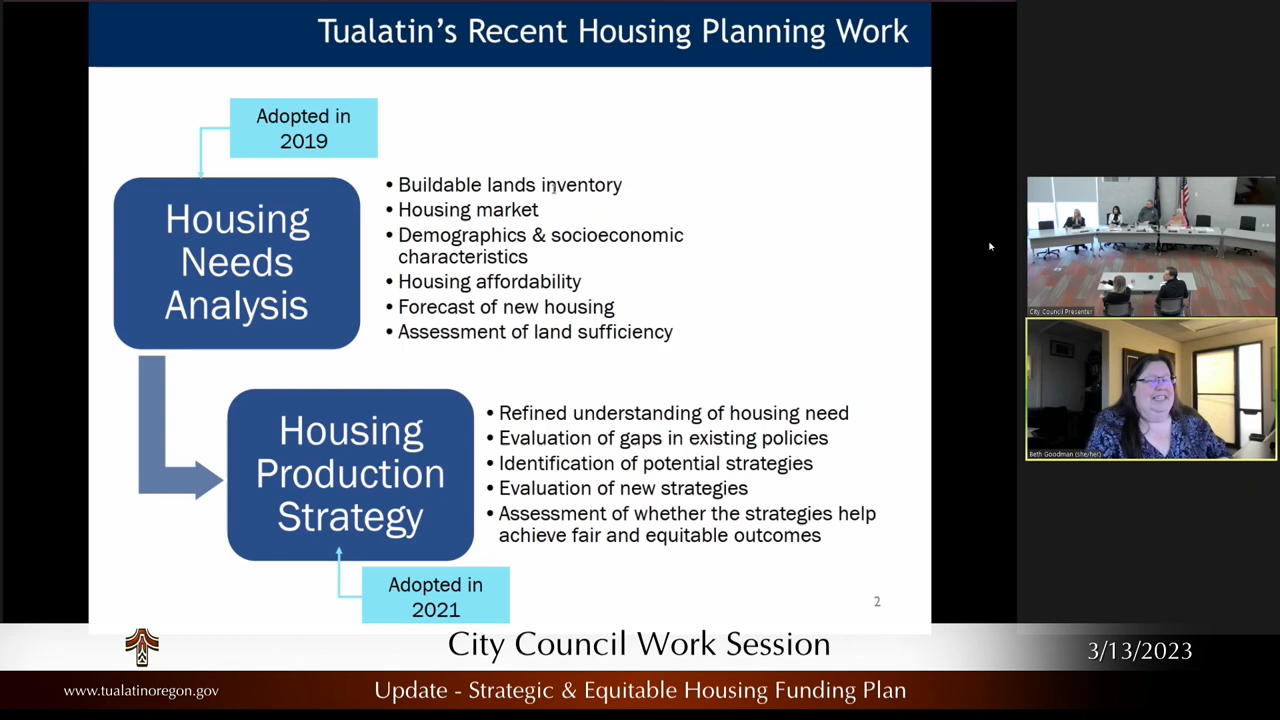 Tualatin's Recent Housing Planning Work
Adopted in
2019
Housing
Needs
Analysis
• Buildable lands inventory
• Housing market
• Demographics & socioeconomic
characteristics
• Housing affordability
• Forecast of new housing
• Assessment of land sufficiency
Housing
Production
Strategy
• Refined understanding of housing need
• Evaluation of gaps in existing policies
• Identification of potential strategies
• Evaluation of new strategies
• Assessment of whether the strategies help
achieve fair and equitable outcomes
Adopted in
2021
2
City Council Presenter
Beth Goodman (she/her)
City Council Work Session
3/13/2023
www.tualatinoregon.gov
Update - Strategic & Equitable Housing Funding Plan